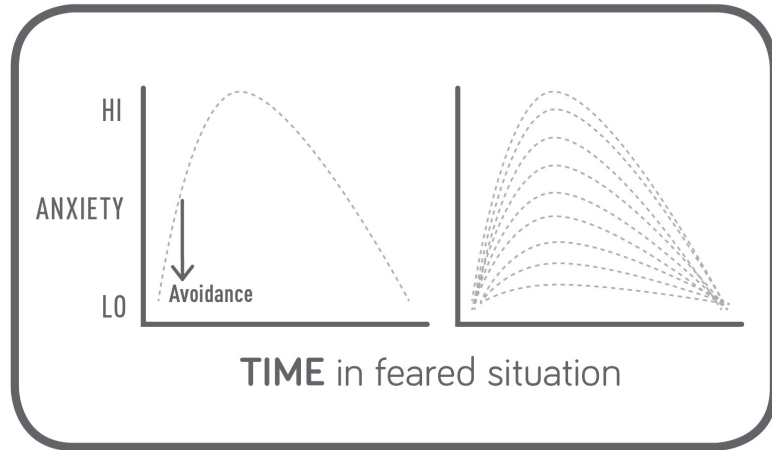 HI
ANXIETY
LO
Avoidance
TIME in feared situation